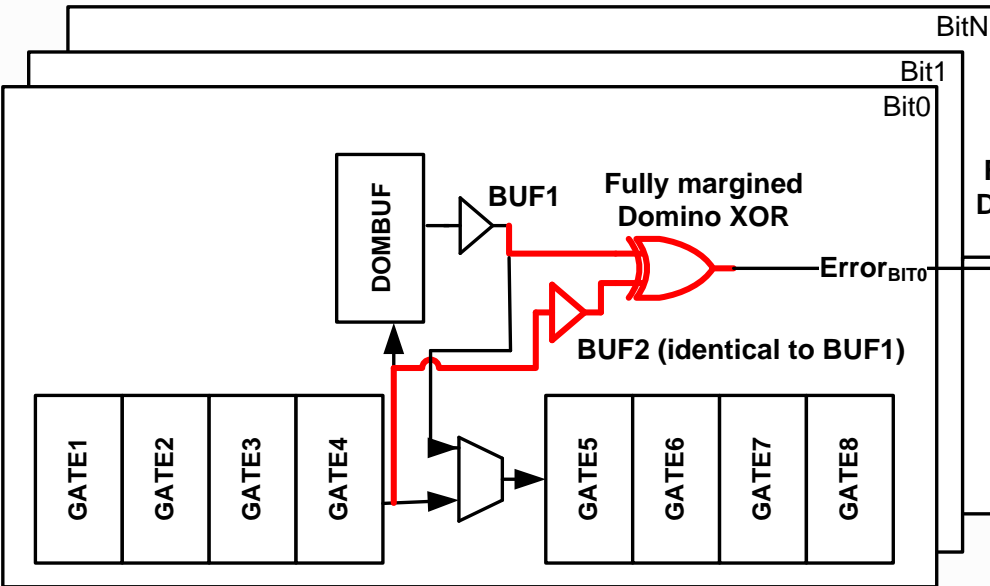 BitN
Bit1
Bit0
DOMBUF
BUF1
Fully margined
Domino XOR
ErrorBIT0
BUF2 (identical to BUF1)
GATE1
GATE2
GATE3
GATE4
GATE5
GATE6
GATE7
GATE8